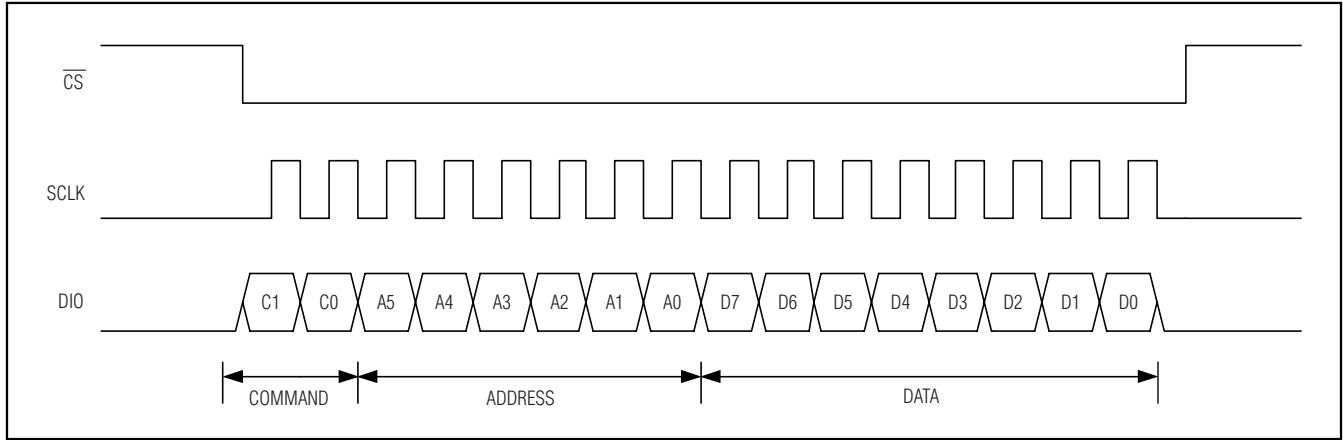 C̅S̅
SCLK
DIO
C1 C0 A5 A4 A3 A2 A1 A0 D7 D6 D5 D4 D3 D2 D1 D0
COMMAND ADDRESS DATA